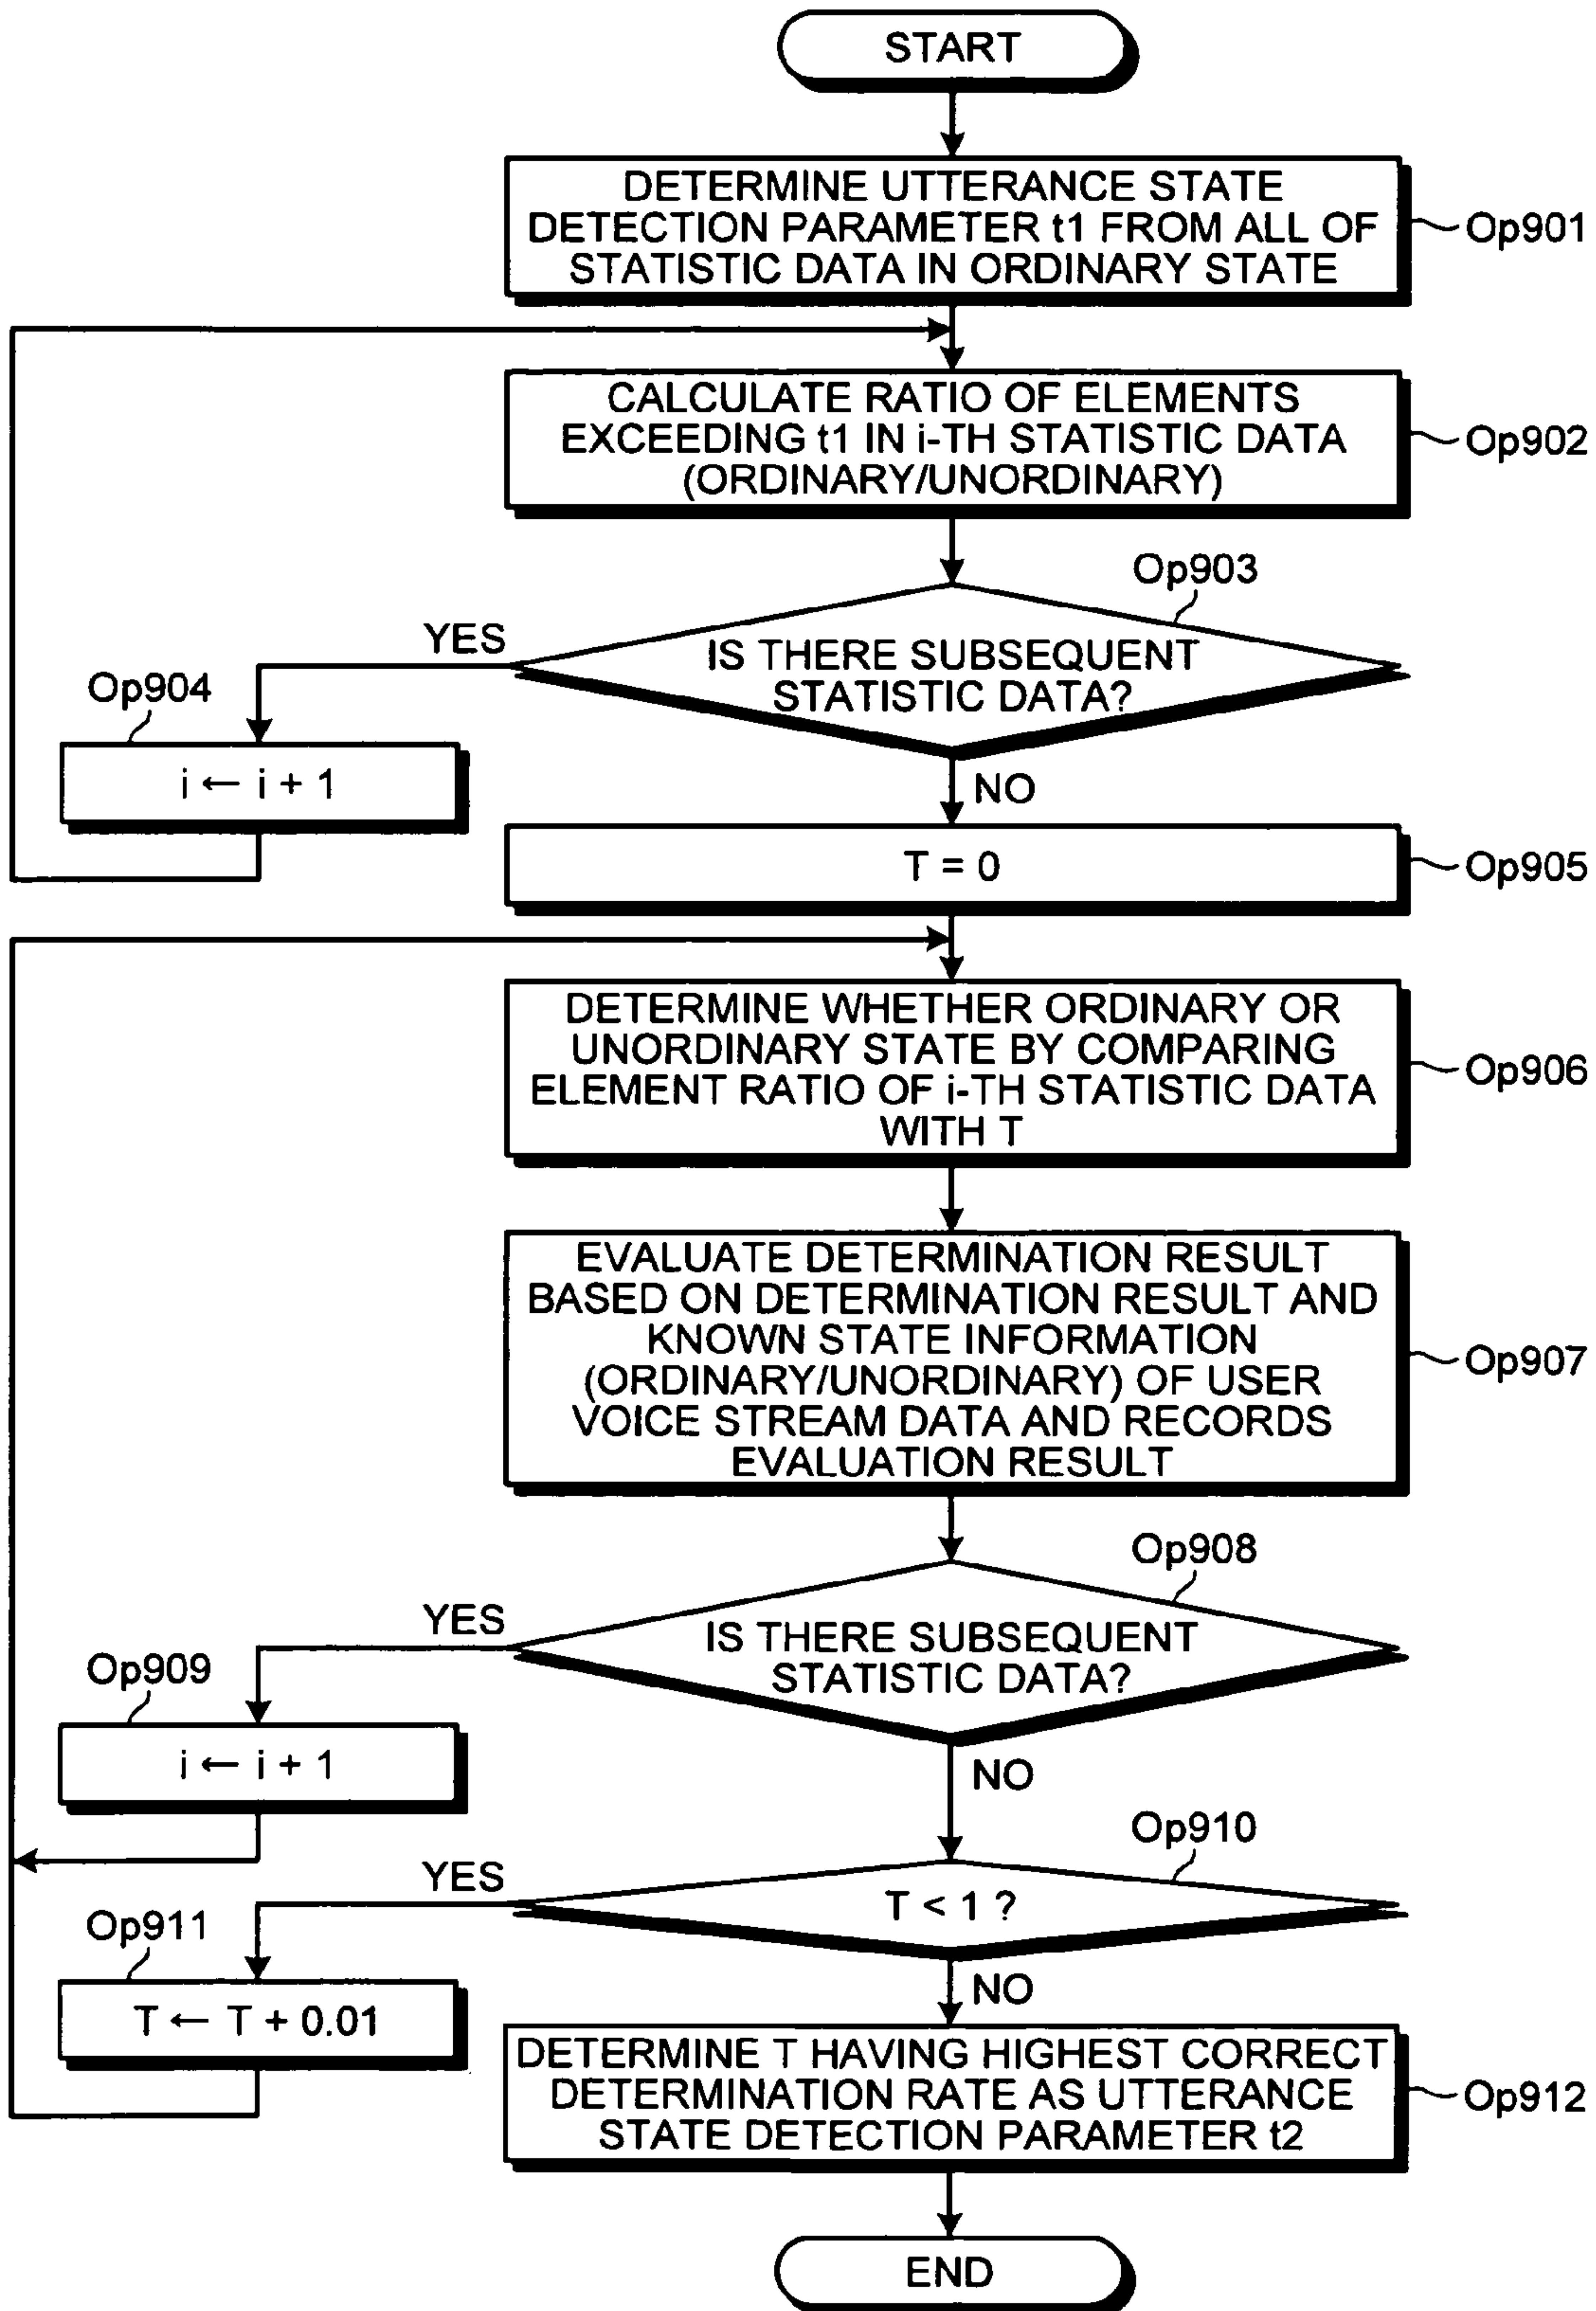 START
DETERMINE UTTERANCE STATE
DETECTION PARAMETER t1 FROM ALL OF
STATISTIC DATA IN ORDINARY STATE
Op901
CALCULATE RATIO OF ELEMENTS
EXCEEDING t1 IN i-TH STATISTIC DATA
(ORDINARY/UNORDINARY)
Op902
Op903
YES
IS THERE SUBSEQUENT
STATISTIC DATA?
Op904
i ← i + 1
NO
T = 0
Op905
DETERMINE WHETHER ORDINARY OR
UNORDINARY STATE BY COMPARING
ELEMENT RATIO OF i-TH STATISTIC DATA
WITH T
Op906
EVALUATE DETERMINATION RESULT
BASED ON DETERMINATION RESULT AND
KNOWN STATE INFORMATION
(ORDINARY/UNORDINARY) OF USER
VOICE STREAM DATA AND RECORDS
EVALUATION RESULT
Op907
Op908
YES
IS THERE SUBSEQUENT
STATISTIC DATA?
Op909
i ← i + 1
NO
Op910
YES
T < 1 ?
Op911
T ← T + 0.01
NO
DETERMINE T HAVING HIGHEST CORRECT
DETERMINATION RATE AS UTTERANCE
STATE DETECTION PARAMETER t2
Op912
END